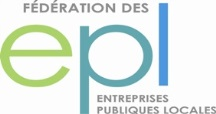 FÉDÉRATION DES
epl
ENTREPRISES
PUBLIQUES LOCALES